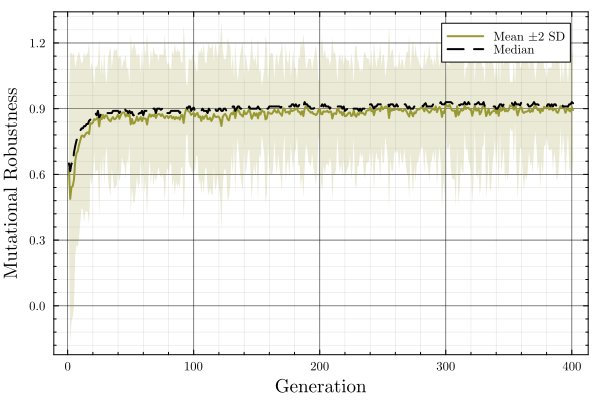 Mean ±2 SD
Median
1.2
0.9
0.6
0.3
0.0
Mutational Robustness
0 100 200 300 400
Generation